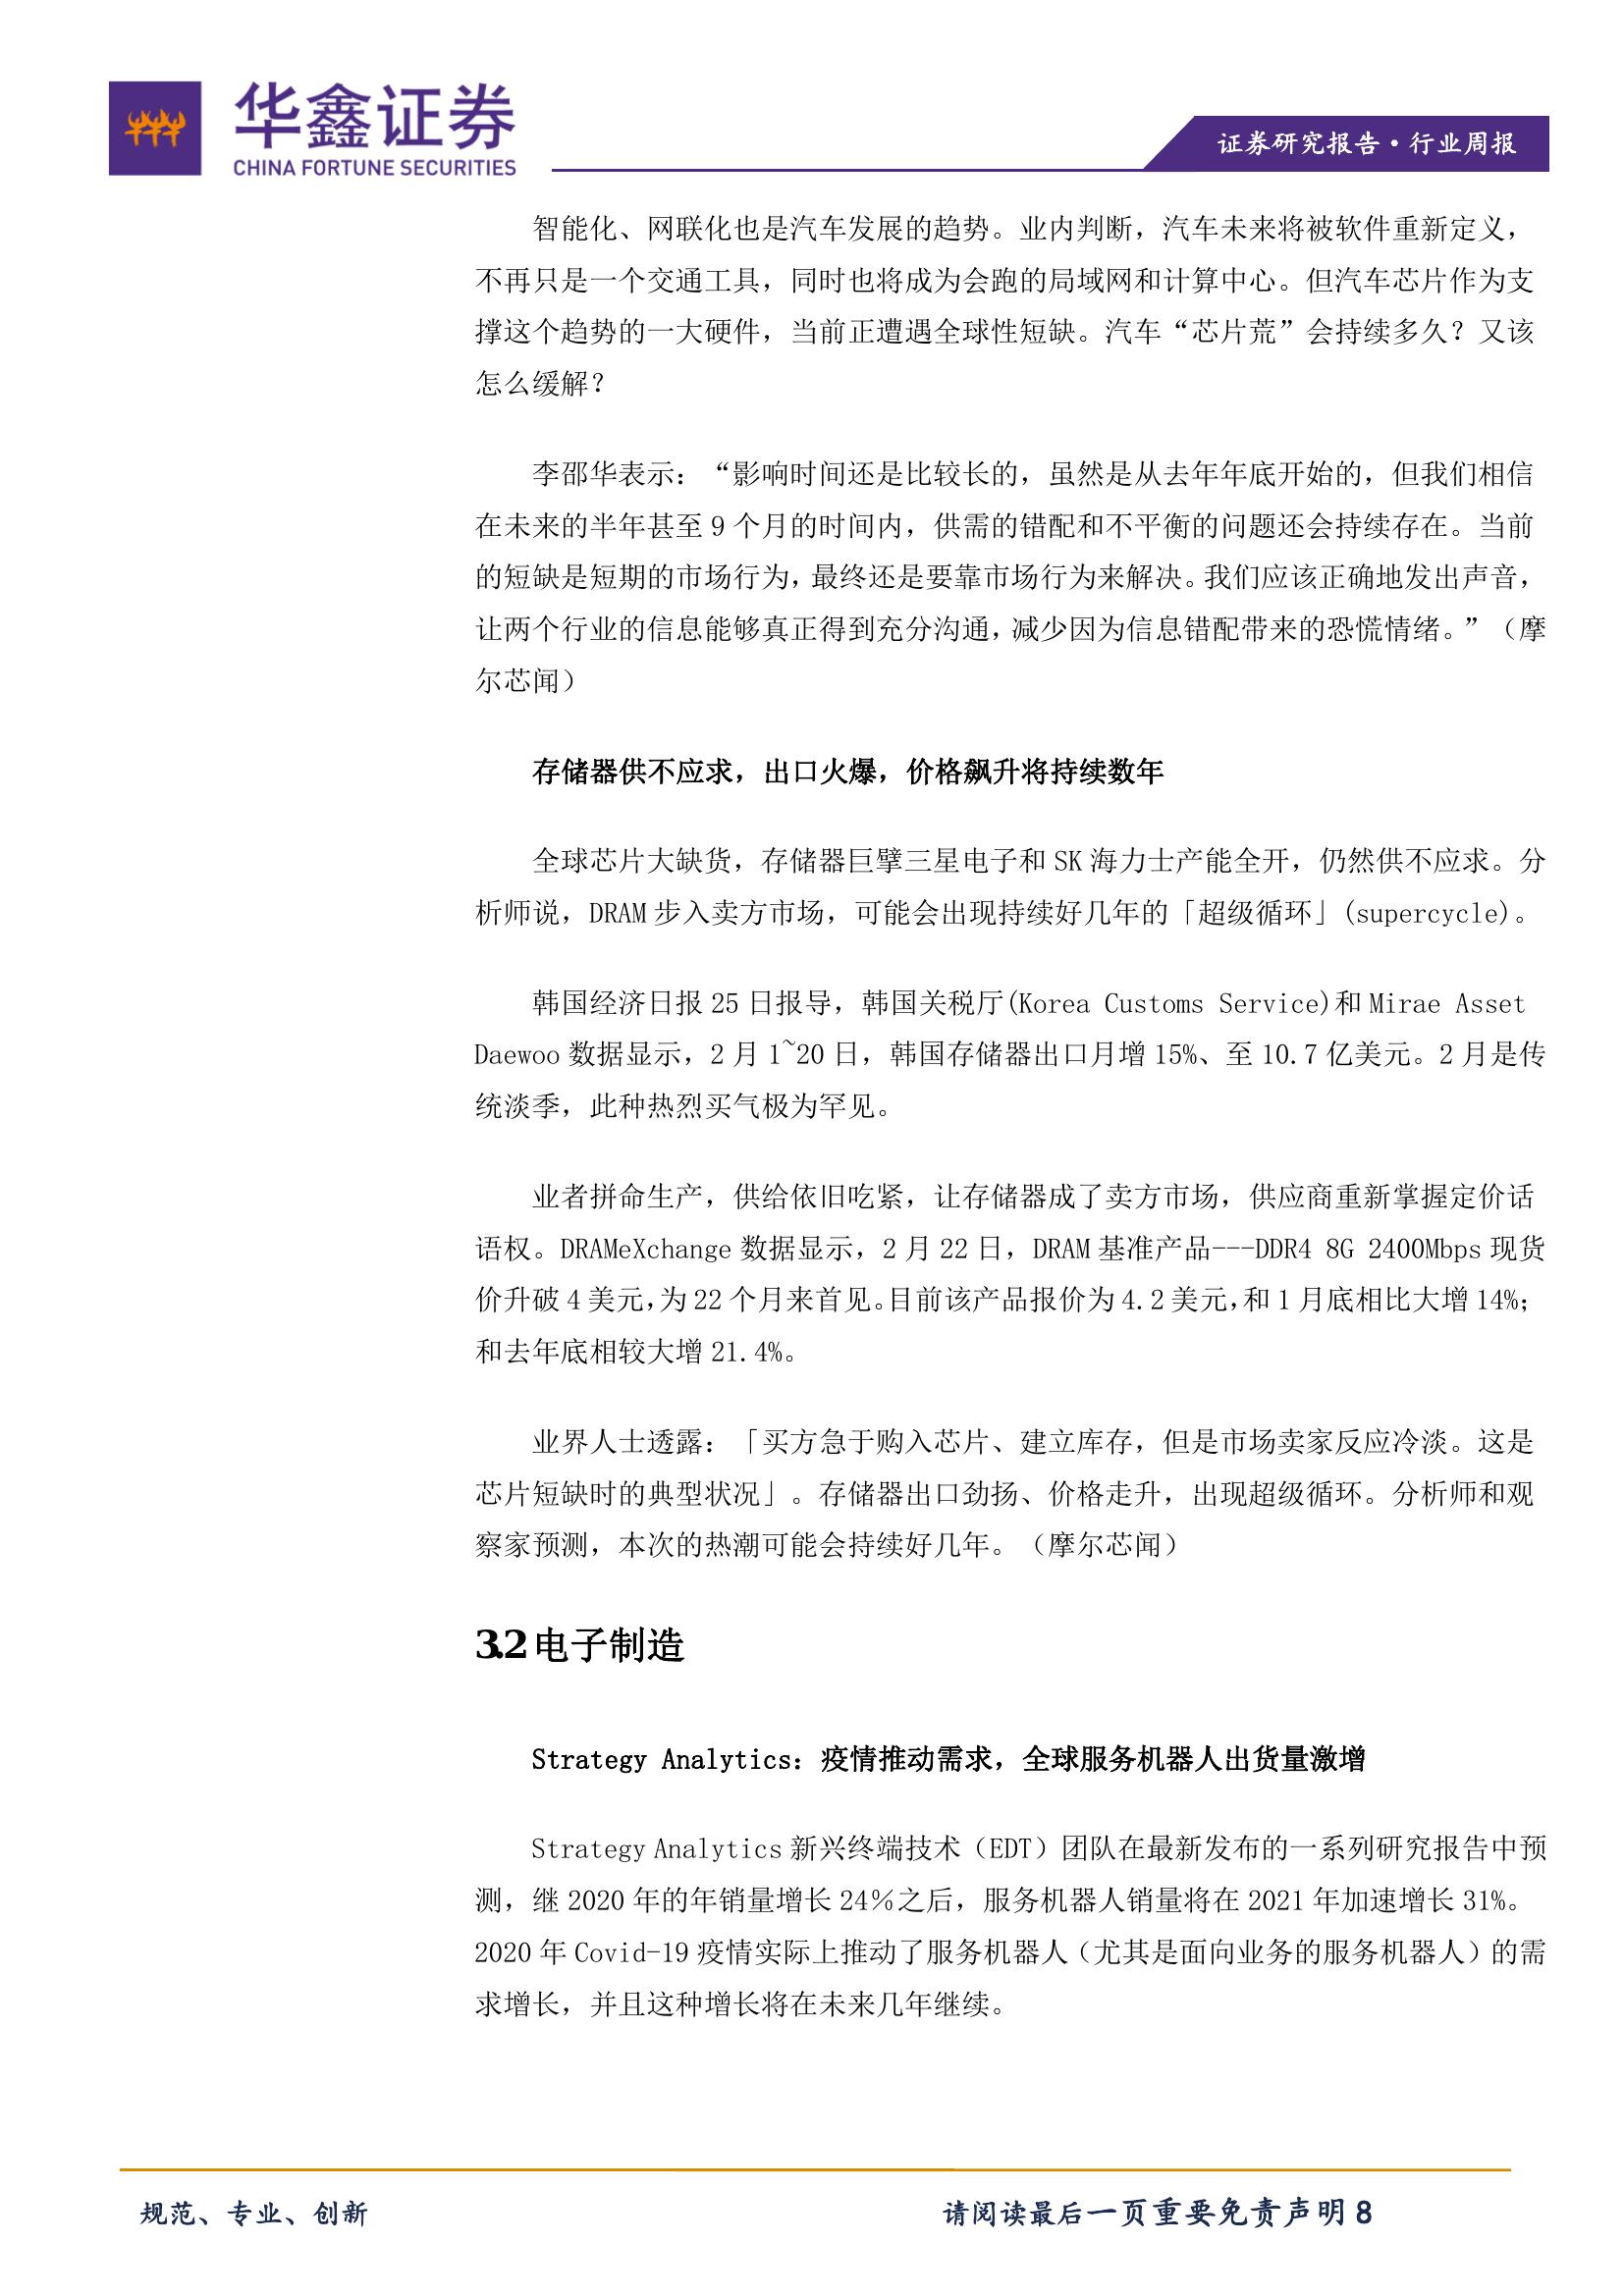 华鑫证券
CHINA FORTUNE SECURITIES
证券研究报告·行业周报
智能化、网联化也是汽车发展的趋势。业内判断，汽车未来将被软件重新定义，
不再只是一个交通工具，同时也将成为会跑的局域网和计算中心。但汽车芯片作为支
撑这个趋势的一大硬件，当前正遭遇全球性短缺。汽车“芯片荒”会持续多久？又该
怎么缓解？
李邵华表示：“影响时间还是比较长的，虽然是从去年年底开始的，但我们相信
在未来的半年甚至 9 个月的时间内，供需的错配和不平衡的问题还会持续存在。当前
的短缺是短期的市场行为，最终还是要靠市场行为来解决。我们应该正确地发出声音，
让两个行业的信息能够真正得到充分沟通，减少因为信息错配带来的恐慌情绪。”（摩
尔芯闻）
存储器供不应求，出口火爆，价格飙升将持续数年
全球芯片大缺货，存储器巨擘三星电子和 SK 海力士产能全开，仍然供不应求。分
析师说，DRAM 步入卖方市场，可能会出现持续好几年的「超级循环」(supercycle)。
韩国经济日报 25 日报导，韩国关税厅(Korea Customs Service)和 Mirae Asset
Daewoo 数据显示，2 月 1~20 日，韩国存储器出口月增 15%、至 10.7 亿美元。2 月是传
统淡季，此种热烈买气极为罕见。
业者拼命生产，供给依旧吃紧，让存储器成了卖方市场，供应商重新掌握定价话
语权。DRAMeXchange 数据显示，2 月 22 日，DRAM 基准产品---DDR4 8G 2400Mbps 现货
价升破 4 美元，为 22 个月来首见。目前该产品报价为 4.2 美元，和 1 月底相比大增 14%；
和去年底相较大增 21.4%。
业界人士透露：「买方急于购入芯片、建立库存，但是市场卖家反应冷淡。这是
芯片短缺时的典型状况」。存储器出口劲扬、价格走升，出现超级循环。分析师和观
察家预测，本次的热潮可能会持续好几年。（摩尔芯闻）
3.2 电子制造
Strategy Analytics：疫情推动需求，全球服务机器人出货量激增
Strategy Analytics 新兴终端技术（EDT）团队在最新发布的一系列研究报告中预
测，继 2020 年的年销量增长 24％之后，服务机器人销量将在 2021 年加速增长 31%。
2020 年 Covid-19 疫情实际上推动了服务机器人（尤其是面向业务的服务机器人）的需
求增长，并且这种增长将在未来几年继续。
规范、专业、创新
请阅读最后一页重要免责声明 8